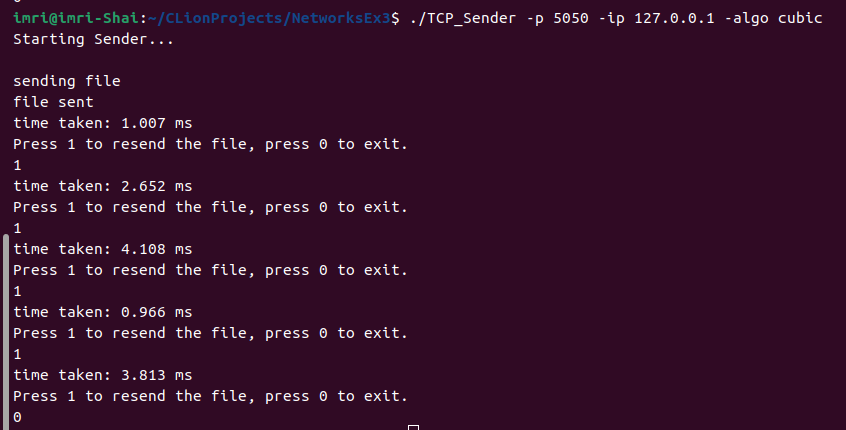 imri@imri-Shai:~/CLionProjects/NetworksEx3$ ./TCP_Sender -p 5050 -ip 127.0.0.1 -algo cubic
Starting Sender...
sending file
file sent
time taken: 1.007 ms
Press 1 to resend the file, press 0 to exit.
1
time taken: 2.652 ms
Press 1 to resend the file, press 0 to exit.
1
time taken: 4.108 ms
Press 1 to resend the file, press 0 to exit.
1
time taken: 0.966 ms
Press 1 to resend the file, press 0 to exit.
1
time taken: 3.813 ms
Press 1 to resend the file, press 0 to exit.
0